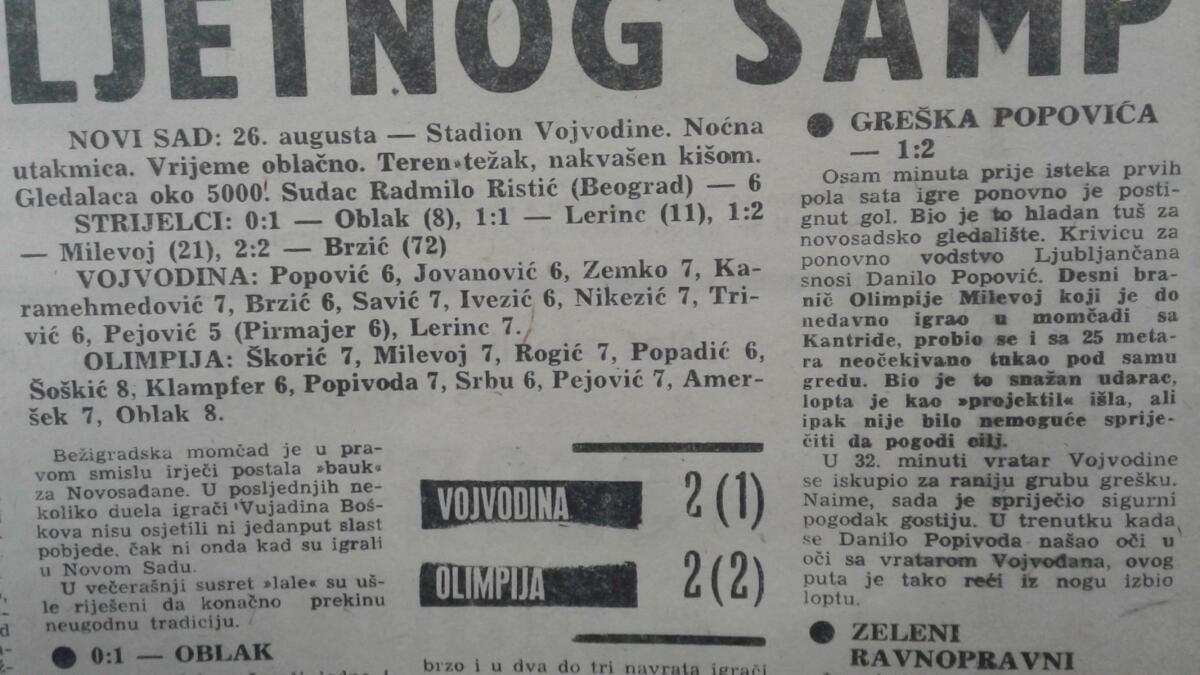 LJETNOG ŠAMP
NOVI SAD: 26. augusta — Stadion Vojvodine. Noćna
utakmica. Vrijeme oblačno. Teren težak, nakvašen kišom.
Gledalaca oko 5000. Sudac Radmilo Ristić (Beograd) — 6
STRIJELCI: 0:1 — Oblak (8), 1:1 — Lerinc (11), 1:2
— Milevoj (21), 2:2 — Brzić (72)
VOJVODINA: Popović 6, Jovanović 6, Zemko 7, Ka-
ramehmedović 7, Brzić 6, Savić 7, Ivezić 6, Nikezić 7, Tri-
vić 6, Pejović 5 (Pirmajer 6), Lerinc 7.
OLIMPIJA: Škorić 7, Milevoj 7, Rogić 7, Popadić 6,
Šoškić 8, Klampfer 6, Popivoda 7, Srbu 6, Pejović 7, Amer-
šek 7, Oblak 8.
Bežigradska momčad je u pra-
vom smislu irječi postala »bauk«
za Novosađane. U posljednjih ne-
koliko duela igrači Vujadina Boš-
kova nisu osjetili ni jedanput slast
pobjede, čak ni onda kad su igrali
u Novom Sadu.
U večerašnji susret »lale« su uš-
le riješeni da konačno prekinu
neugodnu tradiciju.
● 0:1 — OBLAK
VOJVODINA 2 (1)
OLIMPIJA 2 (2)
brzo i u dva do tri navrata igrači
● GREŠKA POPOVIĆA
— 1:2
Osam minuta prije isteka prvih
pola sata igre ponovno je posti-
gnut gol. Bio je to hladan tuš za
novosadsko gledalište. Krivicu za
ponovno vodstvo Ljubljančana
snosi Danilo Popović. Desni bra-
nič Olimpije Milevoj koji je do
nedavno igrao u momčadi sa
Kantride, probio se i sa 25 meta-
ra neočekivano tukao pod samu
gredu. Bio je to snažan udarac,
lopta je kao »projektil« išla, ali
ipak nije bilo nemoguće sprije-
čiti da pogodi cilj.
U 32. minuti vratar Vojvodine
se iskupio za raniju grubu grešku.
Naime, sada je spriječio sigurni
pogodak gostiju. U trenutku kada
se Danilo Popivoda našao oči u
oči sa vratarom Vojvođana, ovog
puta je tako reći iz nogu izbio
loptu.
● ZELENI
RAVNOPRAVNI